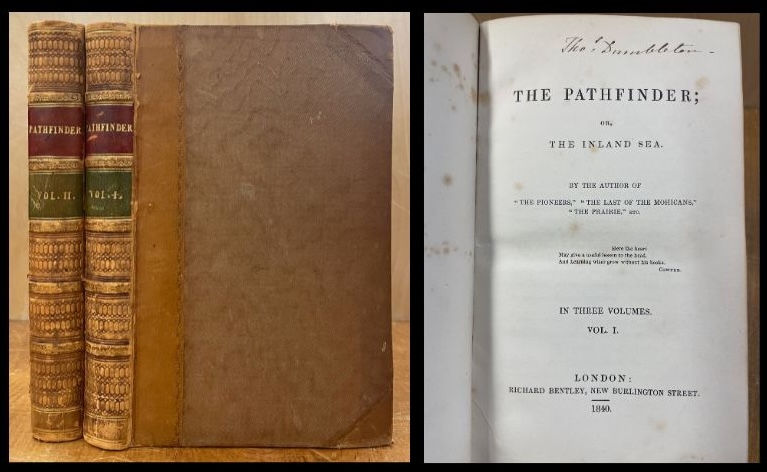 PATHFINDER
VOL. II.
PATHFINDER
VOL. I.
Thos. Dumbleton
THE PATHFINDER;
OR,
THE INLAND SEA.
BY THE AUTHOR OF
"THE PIONEERS," "THE LAST OF THE MOHICANS,"
"THE PRAIRIE," ETC.
Here the heart
May give a useful lesson to the head,
And Learning wiser grow without his books.
COWPER.
IN THREE VOLUMES.
VOL. I.
LONDON:
RICHARD BENTLEY, NEW BURLINGTON STREET.
1840.